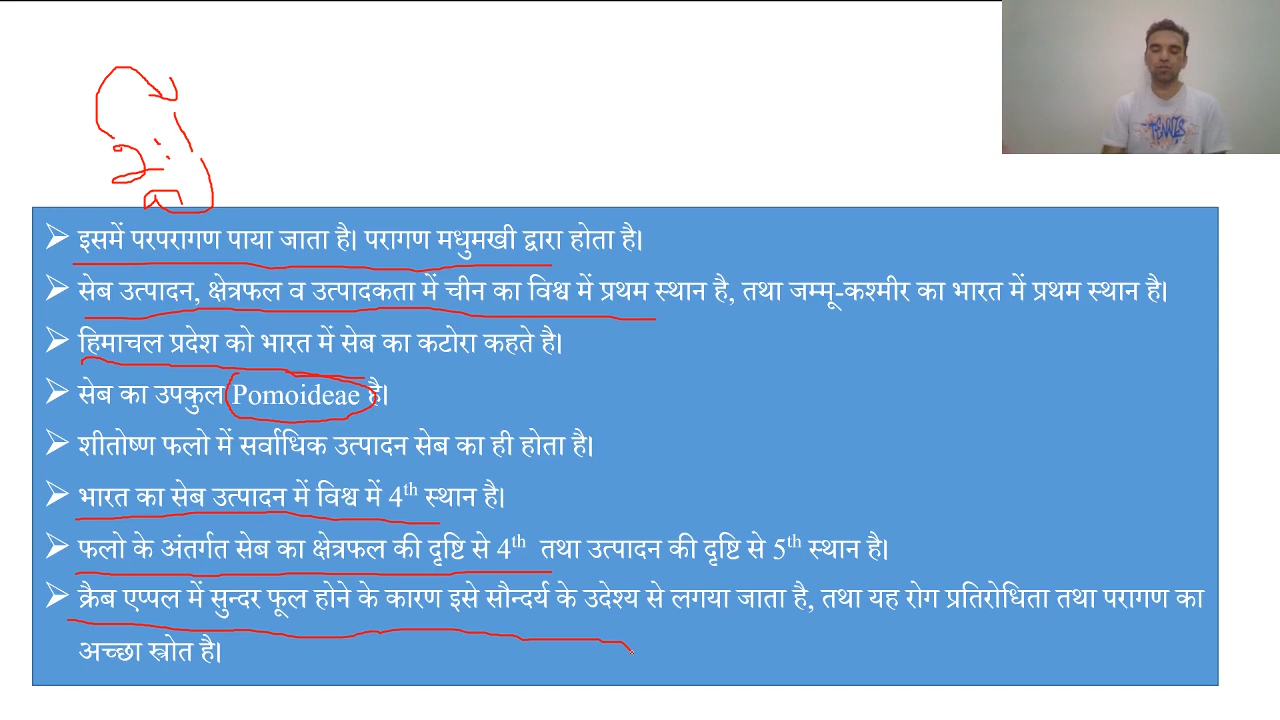 TENNIS
➢ इसमें परपरागण पाया जाता है। परागण मधुमखी द्वारा होता है।
➢ सेब उत्पादन, क्षेत्रफल व उत्पादकता में चीन का विश्व में प्रथम स्थान है, तथा जम्मू-कश्मीर का भारत में प्रथम स्थान है।
➢ हिमाचल प्रदेश को भारत में सेब का कटोरा कहते है।
➢ सेब का उपकुल Pomoideae है।
➢ शीतोष्ण फलो में सर्वाधिक उत्पादन सेब का ही होता है।
➢ भारत का सेब उत्पादन में विश्व में 4th स्थान है।
➢ फलो के अंतर्गत सेब का क्षेत्रफल की दृष्टि से 4th तथा उत्पादन की दृष्टि से 5th स्थान है।
➢ क्रैब एप्पल में सुन्दर फूल होने के कारण इसे सौन्दर्य के उदेश्य से लगया जाता है, तथा यह रोग प्रतिरोधिता तथा परागण का
अच्छा स्त्रोत है।